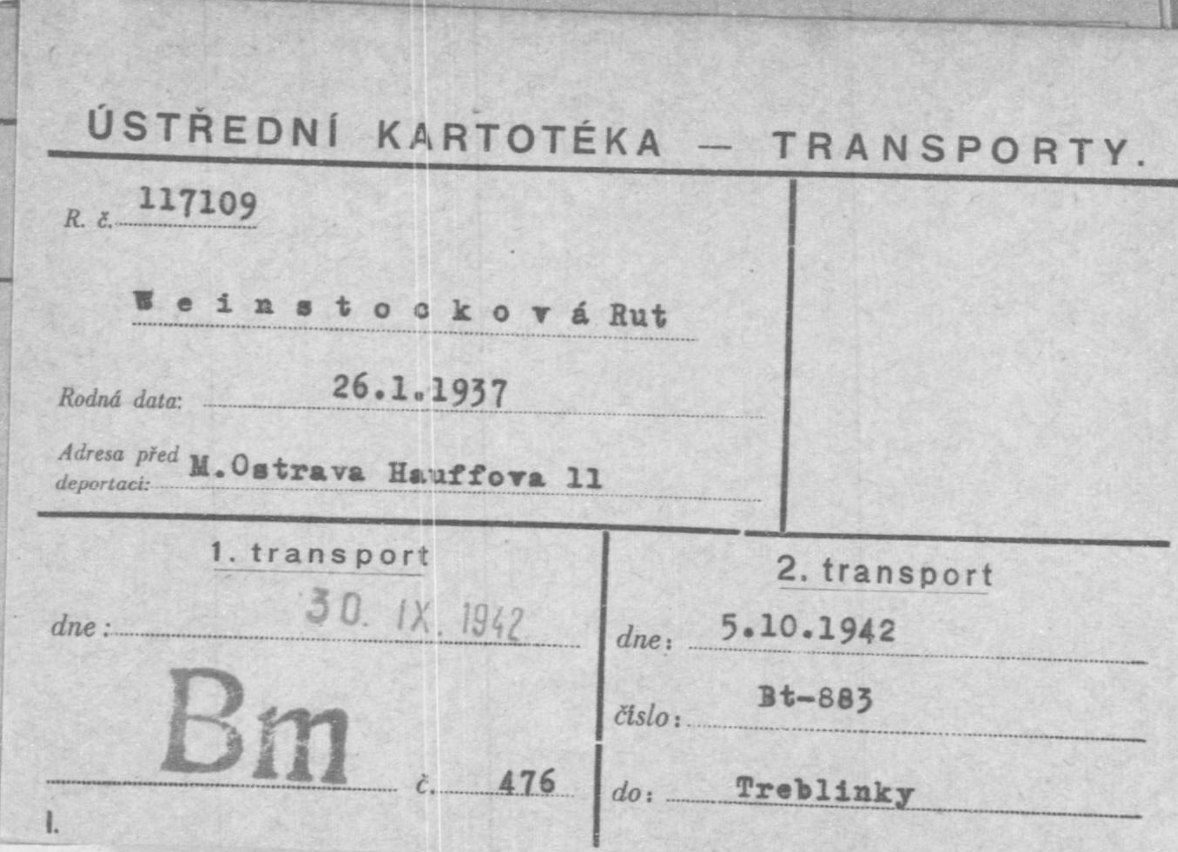 ÚSTŘEDNÍ KARTOTÉKA — TRANSPORTY.
R. č. 117109
Weinstocková Rut
Rodná data: 26.1.1937
Adresa před deportací: M.Ostrava Hauffova 11
1. transport
dne: 30. IX. 1942
Bm č. 476
2. transport
dne: 5.10.1942
číslo: Bt-883
do: Treblinky
I.